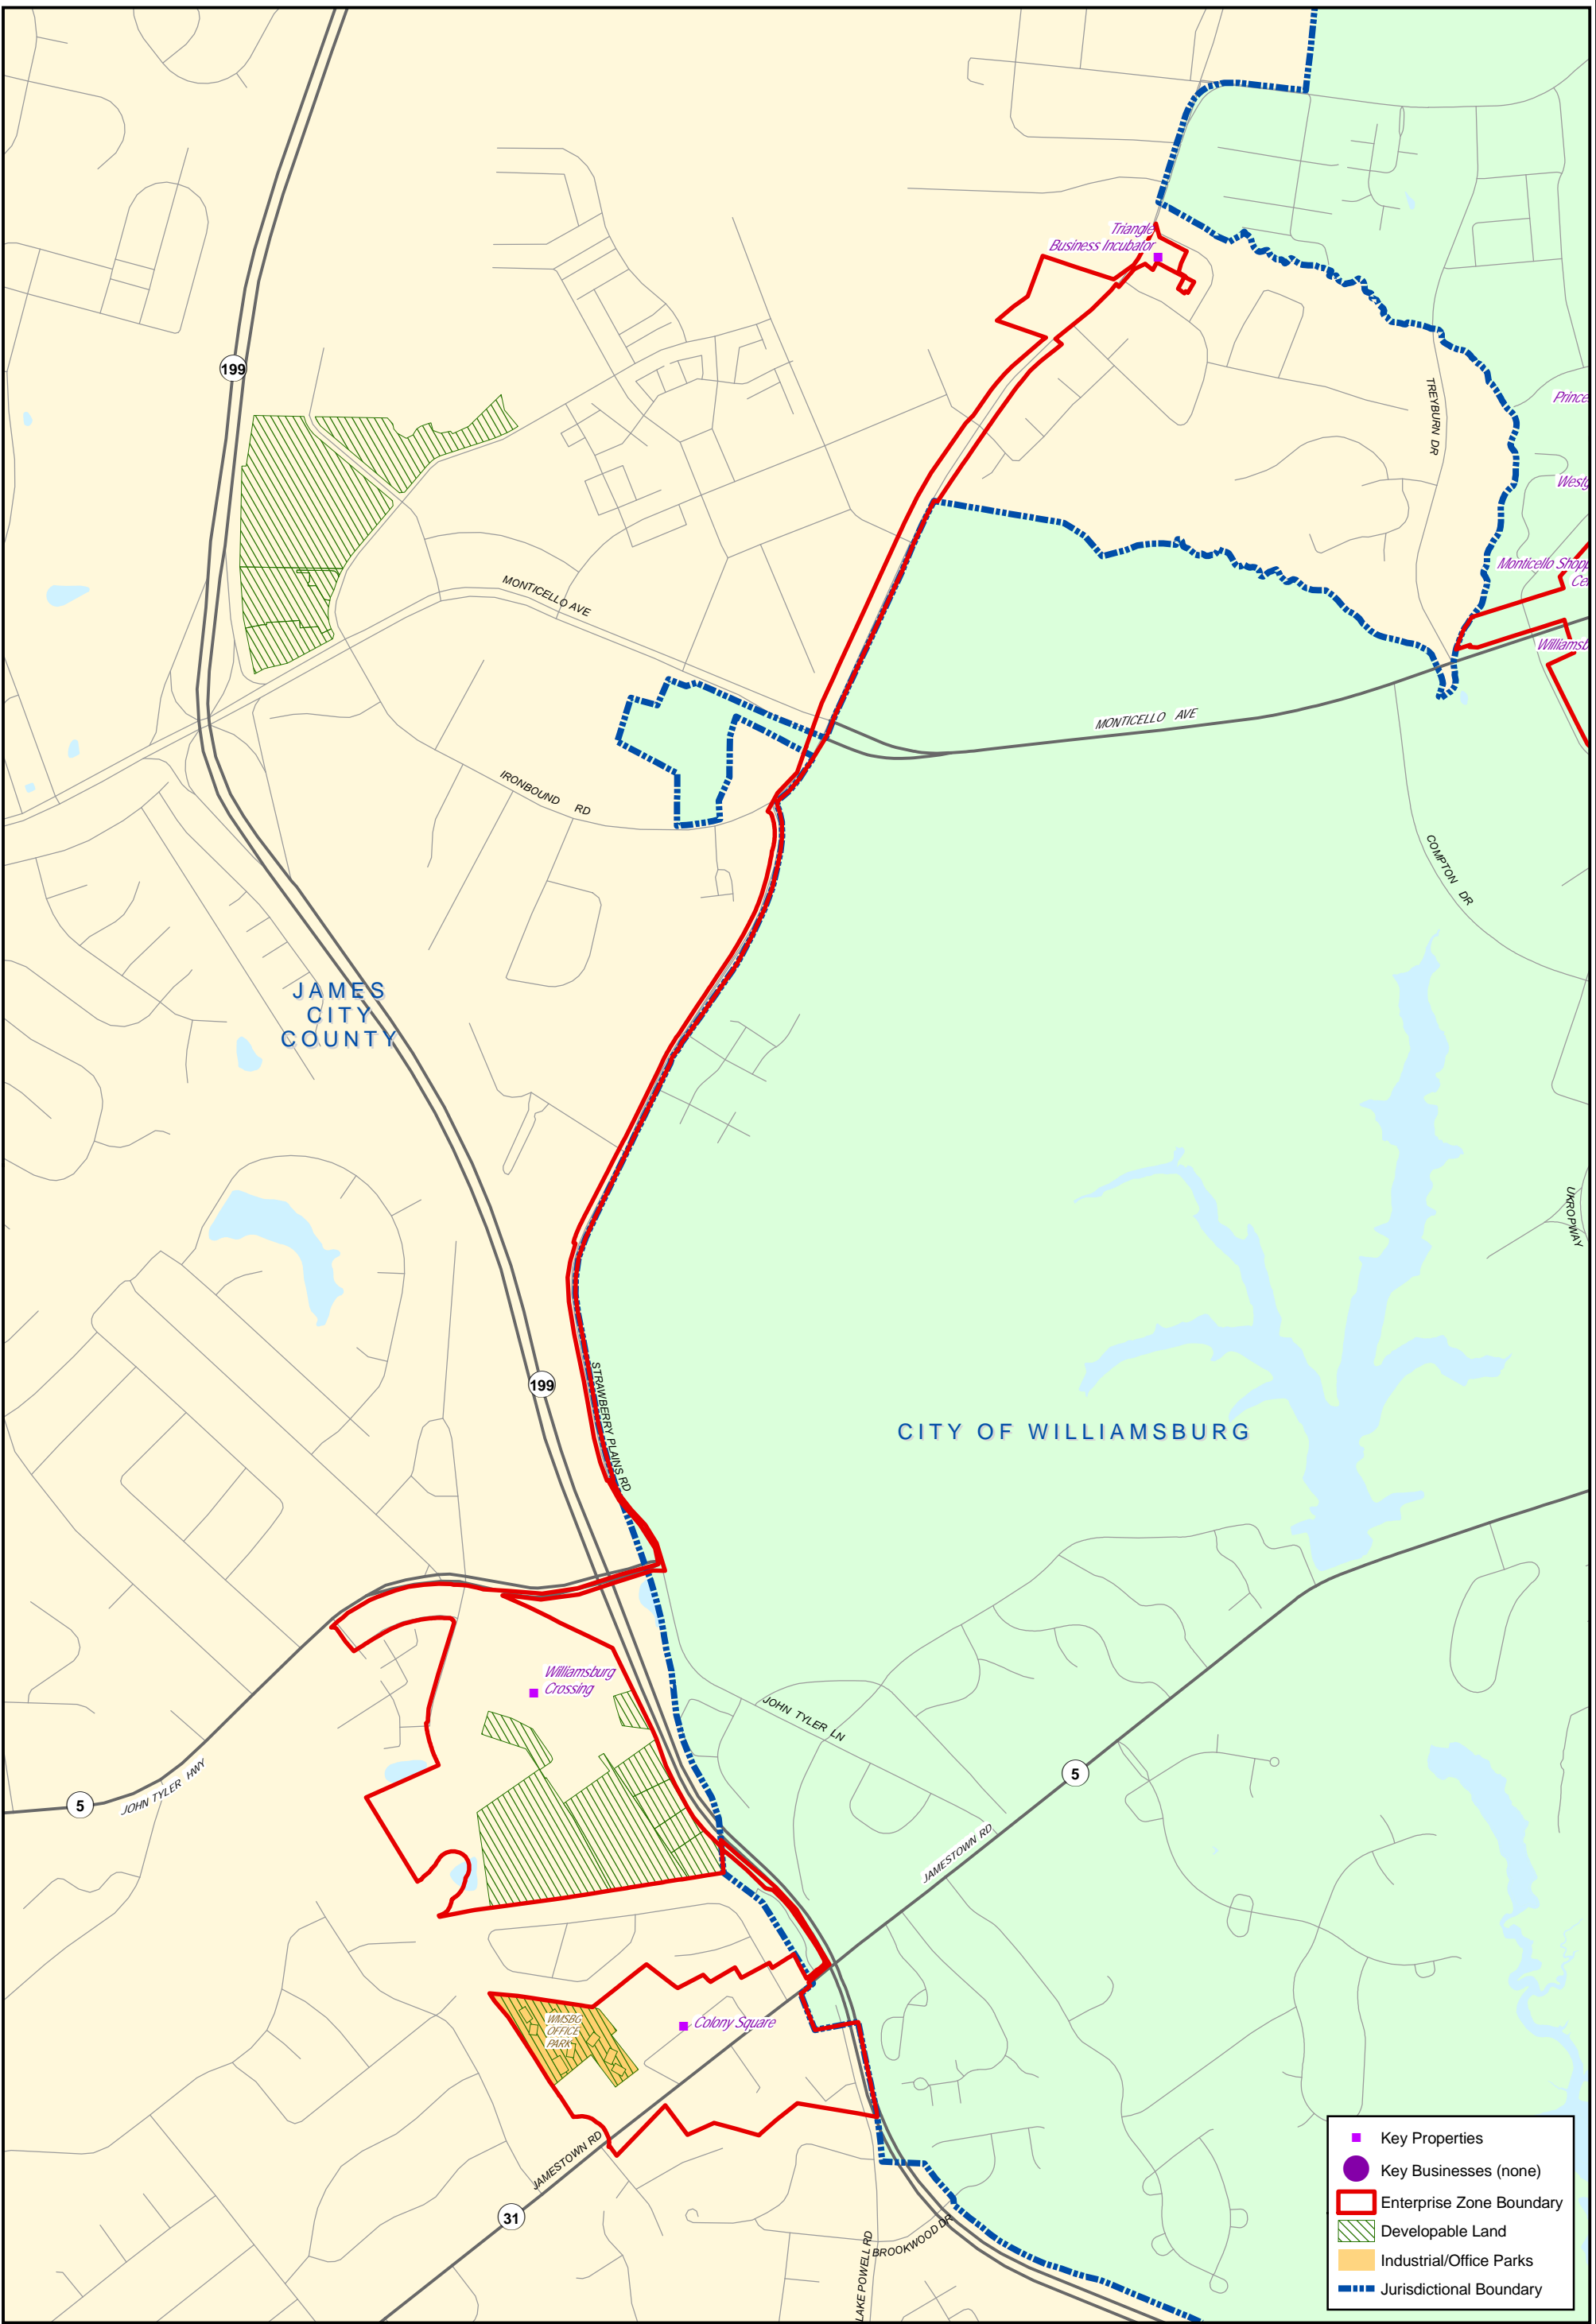 Triangle
Business Incubator
199
TREYBURN DR
Prince
Westg
Monticello Shopp
Cen
Williamsb
MONTICELLO AVE
MONTICELLO AVE
IRONBOUND RD
COMPTON DR
JAMES
CITY
COUNTY
UKROPWAY
199
STRAWBERRY PLAINS RD
CITY OF WILLIAMSBURG
Williamsburg
Crossing
JOHN TYLER LN
5
JOHN TYLER HWY
5
JAMESTOWN RD
WMSBG
OFFICE
PARK
Colony Square
JAMESTOWN RD
31
LAKE POWELL RD
BROOKWOOD DR
Key Properties
Key Businesses (none)
Enterprise Zone Boundary
Developable Land
Industrial/Office Parks
Jurisdictional Boundary